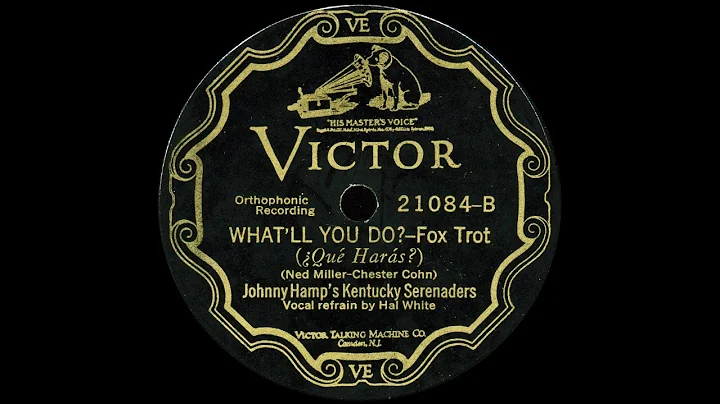 VE
"HIS MASTER'S VOICE"
VICTOR
Orthophonic
Recording
21084-B
WHAT'LL YOU DO?-Fox Trot
(¿Qué Harás?)
(Ned Miller-Chester Cohn)
Johnny Hamp's Kentucky Serenaders
Vocal refrain by Hal White
VICTOR TALKING MACHINE CO.
Camden, N.J.
VE